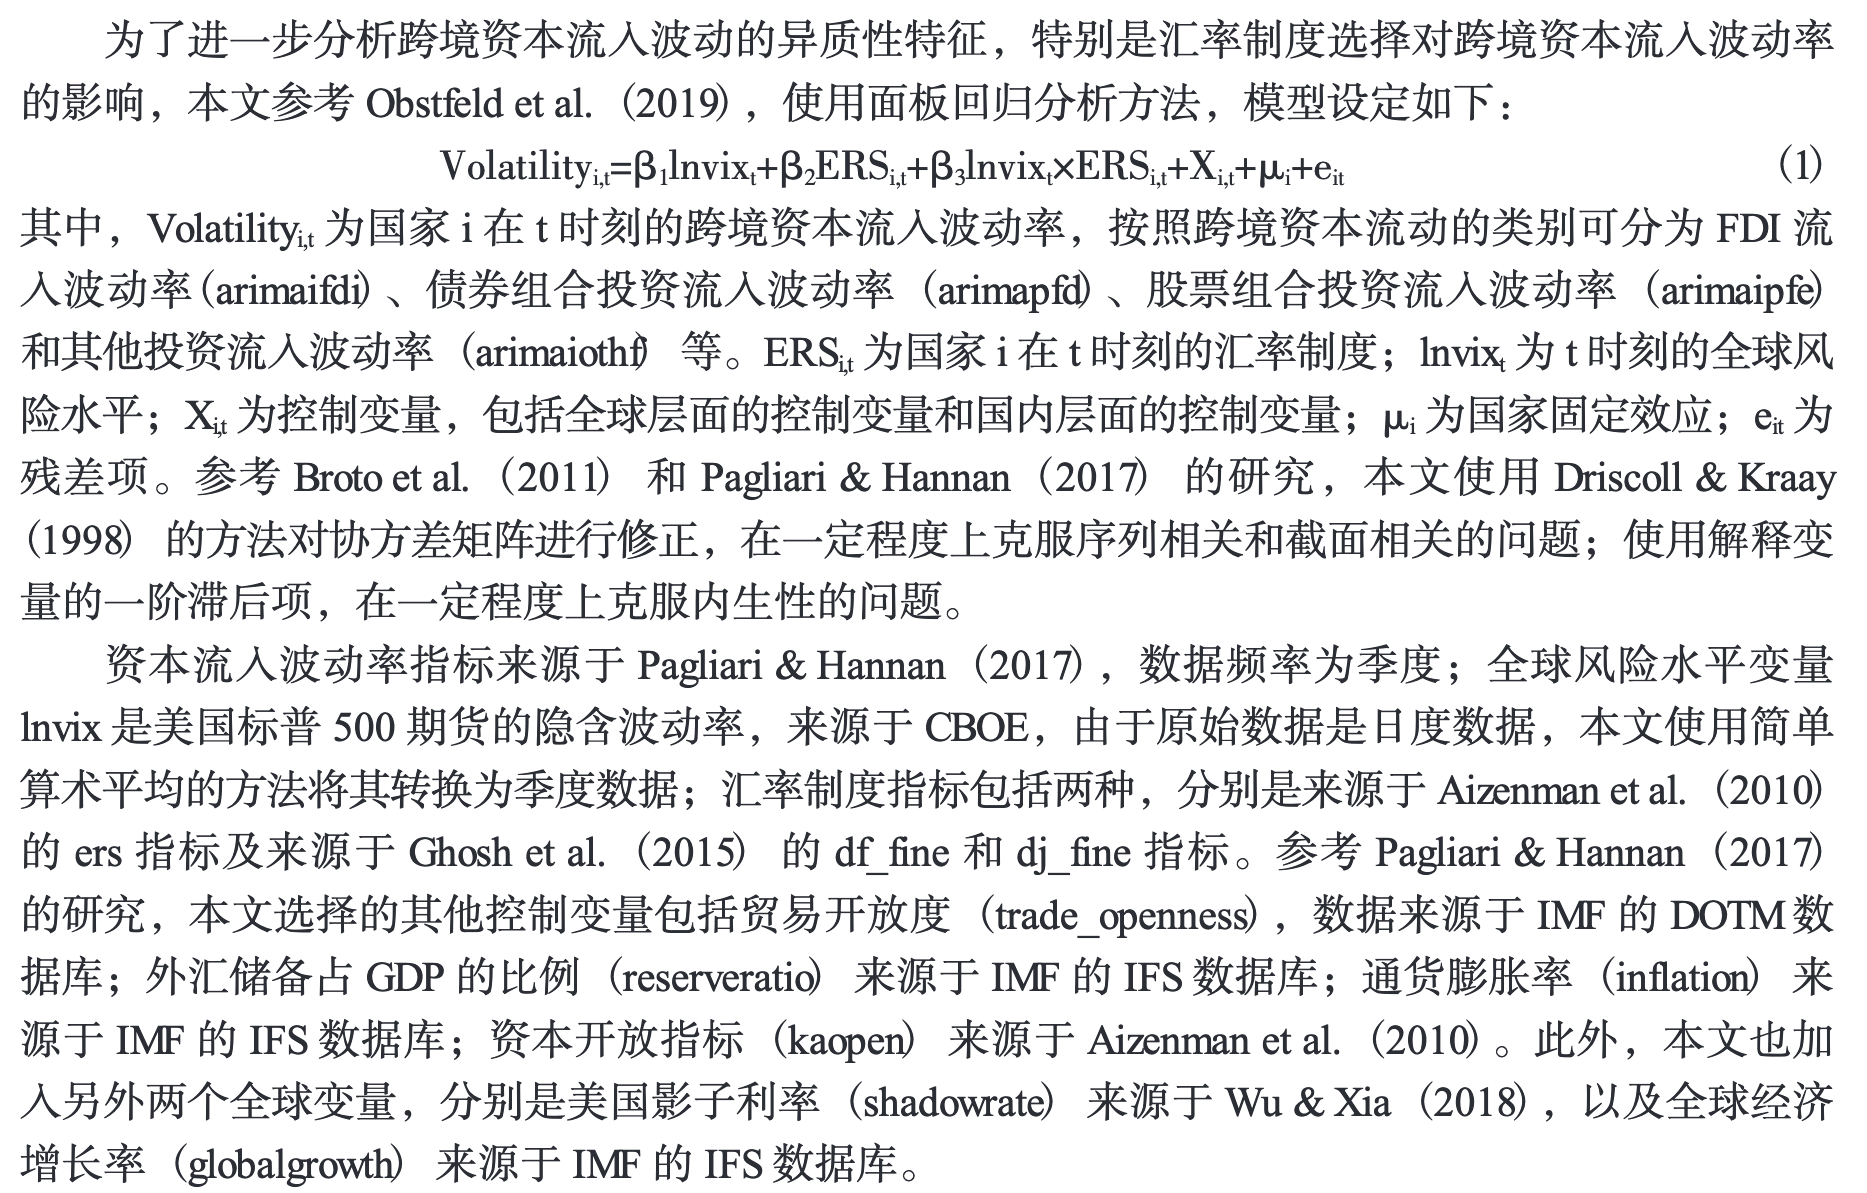 为了进一步分析跨境资本流入波动的异质性特征，特别是汇率制度选择对跨境资本流入波动率
的影响，本文参考 Obstfeld et al.（2019），使用面板回归分析方法，模型设定如下：
Volatilityi,t=β1lnvixt+β2ERSi,t+β3lnvixt×ERSi,t+Xi,t+μi+eit （1）
其中，Volatilityi,t 为国家 i 在 t 时刻的跨境资本流入波动率，按照跨境资本流动的类别可分为 FDI 流
入波动率（arimaifdi）、债券组合投资流入波动率（arimapfd）、股票组合投资流入波动率（arimaipfe）
和其他投资流入波动率（arimaiothf）等。ERSi,t 为国家 i 在 t 时刻的汇率制度；lnvixt 为 t 时刻的全球风
险水平；Xi,t 为控制变量，包括全球层面的控制变量和国内层面的控制变量；μi 为国家固定效应；eit 为
残差项。参考 Broto et al.（2011）和 Pagliari & Hannan（2017）的研究，本文使用 Driscoll & Kraay
（1998）的方法对协方差矩阵进行修正，在一定程度上克服序列相关和截面相关的问题；使用解释变
量的一阶滞后项，在一定程度上克服内生性的问题。
资本流入波动率指标来源于 Pagliari & Hannan（2017），数据频率为季度；全球风险水平变量
lnvix 是美国标普 500 期货的隐含波动率，来源于 CBOE，由于原始数据是日度数据，本文使用简单
算术平均的方法将其转换为季度数据；汇率制度指标包括两种，分别是来源于 Aizenman et al.（2010）
的 ers 指标及来源于 Ghosh et al.（2015）的 df_fine 和 dj_fine 指标。参考 Pagliari & Hannan（2017）
的研究，本文选择的其他控制变量包括贸易开放度（trade_openness），数据来源于 IMF 的 DOTM 数
据库；外汇储备占 GDP 的比例（reserveratio）来源于 IMF 的 IFS 数据库；通货膨胀率（inflation）来
源于 IMF 的 IFS 数据库；资本开放指标（kaopen）来源于 Aizenman et al.（2010）。此外，本文也加
入另外两个全球变量，分别是美国影子利率（shadowrate）来源于 Wu & Xia（2018），以及全球经济
增长率（globalgrowth）来源于 IMF 的 IFS 数据库。